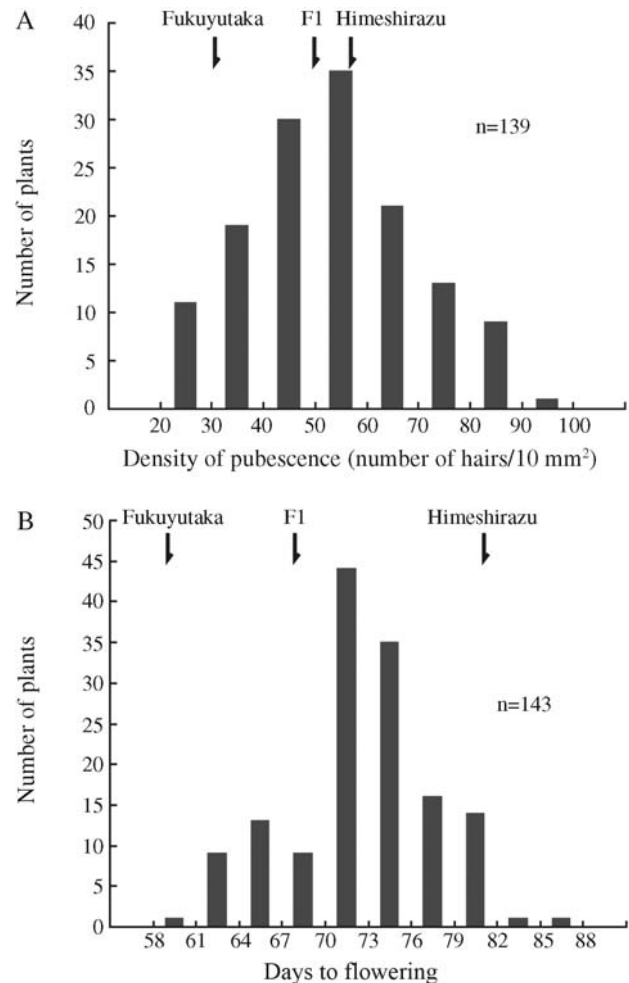 A
Fukuyutaka F1 Himeshirazu
40
35
30
25
20
15
10
5
0
n=139
Number of plants
20 30 40 50 60 70 80 90 100
Density of pubescence (number of hairs/10 mm²)
B
Fukuyutaka F1 Himeshirazu
50
45
40
35
30
25
20
15
10
5
0
n=143
Number of plants
58 61 64 67 70 73 76 79 82 85 88
Days to flowering